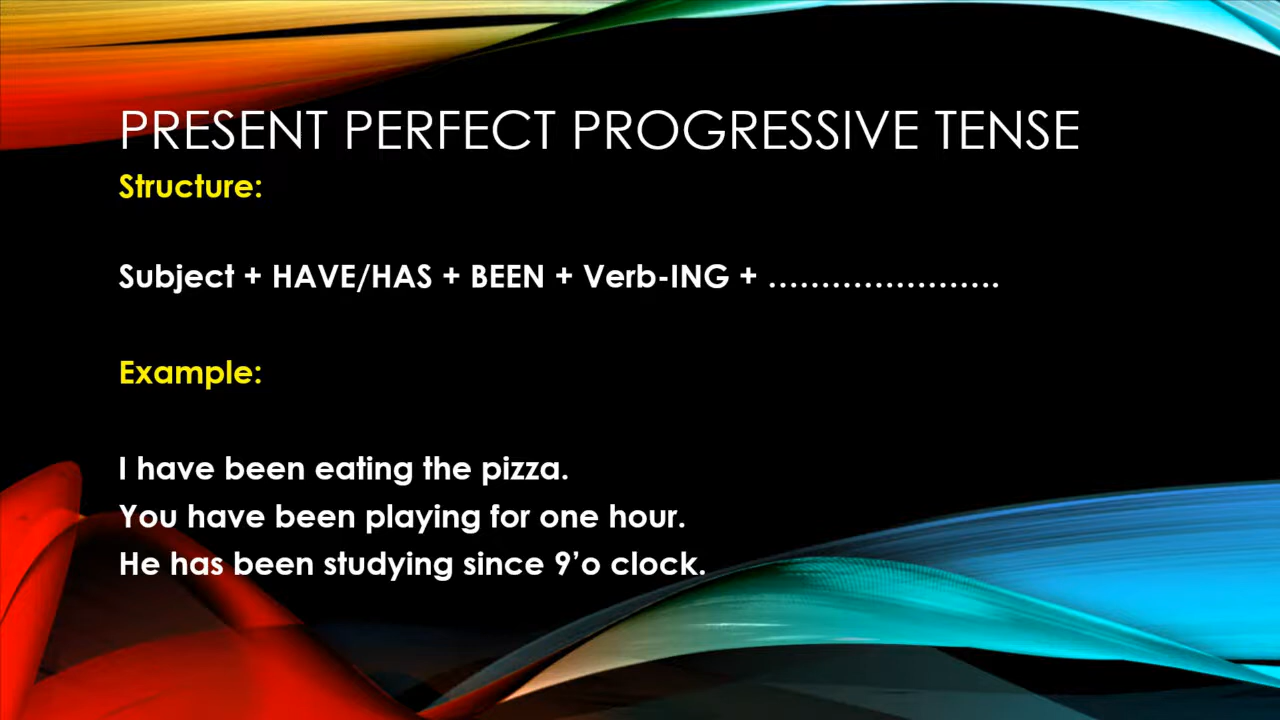 PRESENT PERFECT PROGRESSIVE TENSE
Structure:
Subject + HAVE/HAS + BEEN + Verb-ING + ......................
Example:
I have been eating the pizza.
You have been playing for one hour.
He has been studying since 9’o clock.